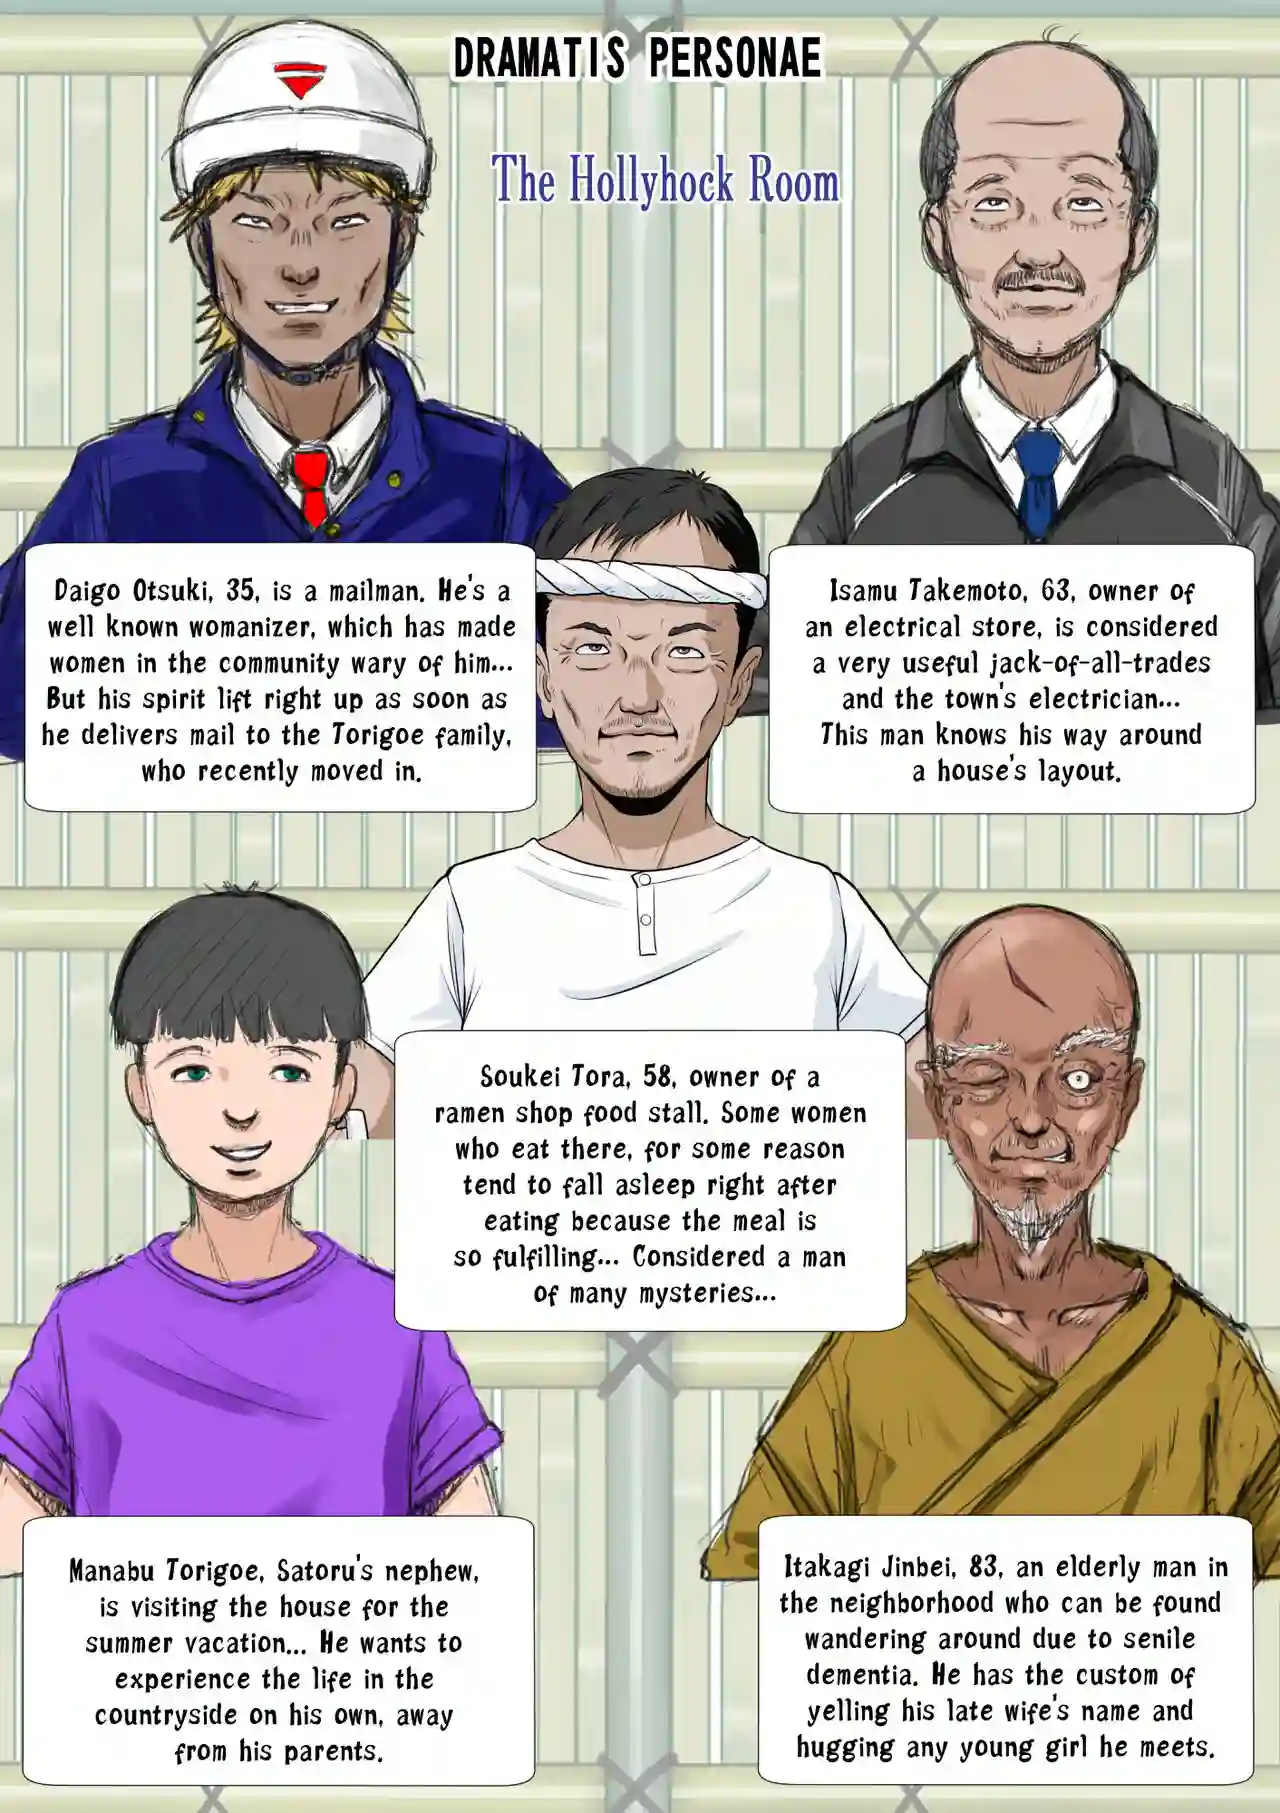 DRAMATIS PERSONAE
The Hollyhock Room
Daigo Otsuki, 35, is a mailman. He's a
well known womanizer, which has made
women in the community wary of him...
But his spirit lift right up as soon as
he delivers mail to the Torigoe family,
who recently moved in.
Isamu Takemoto, 63, owner of
an electrical store, is considered
a very useful jack-of-all-trades
and the town's electrician...
This man knows his way around
a house's layout.
Soukei Tora, 58, owner of a
ramen shop food stall. Some women
who eat there, for some reason
tend to fall asleep right after
eating because the meal is
so fulfilling... Considered a man
of many mysteries...
Manabu Torigoe, Satoru's nephew,
is visiting the house for the
summer vacation... He wants to
experience the life in the
countryside on his own, away
from his parents.
Itakagi Jinbei, 83, an elderly man in
the neighborhood who can be found
wandering around due to senile
dementia. He has the custom of
yelling his late wife's name and
hugging any young girl he meets.